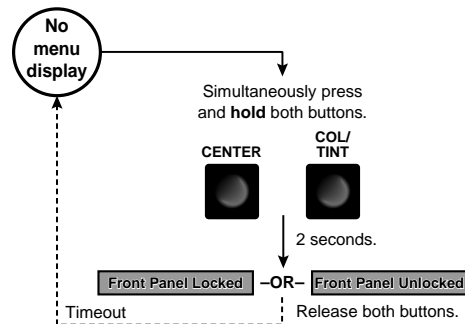 No
menu
display
Simultaneously press
and hold both buttons.
CENTER
COL/
TINT
2 seconds.
Front Panel Locked –OR– Front Panel Unlocked
Timeout
Release both buttons.